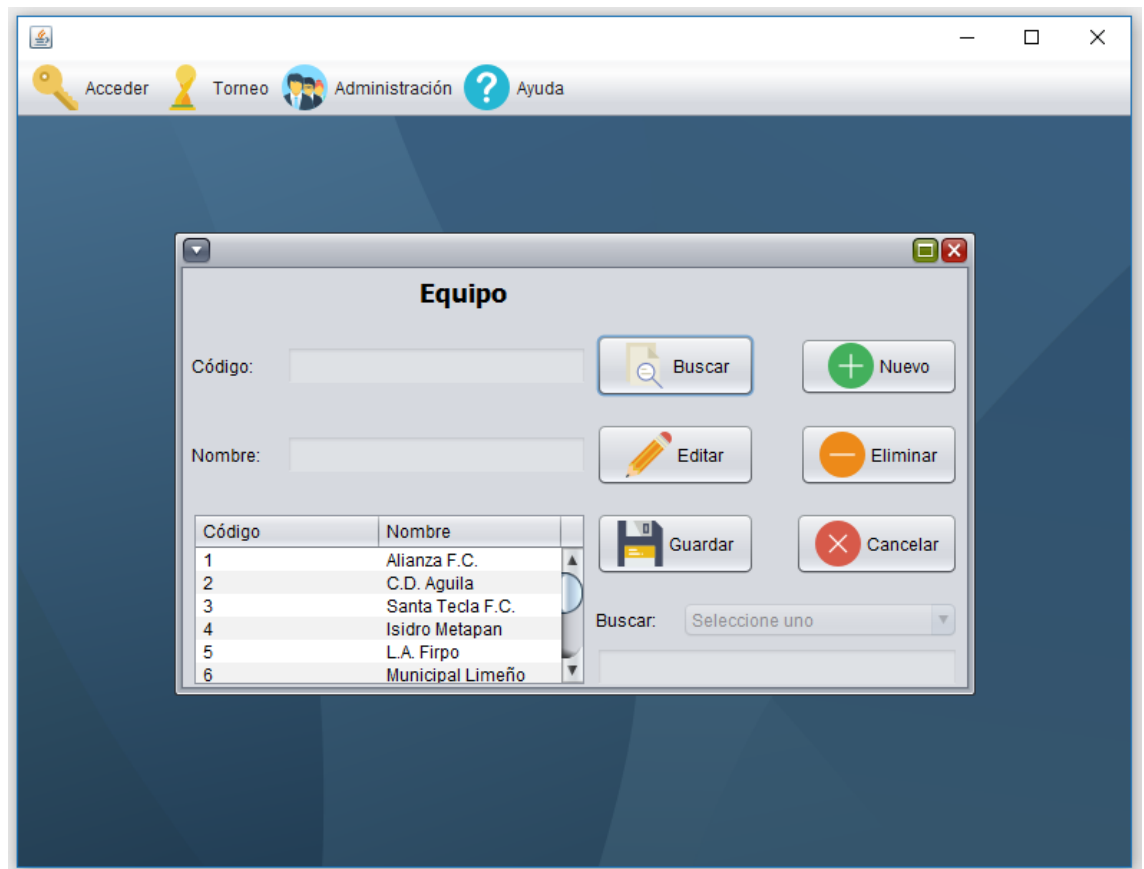 Acceder Torneo Administración Ayuda
Equipo
Código: Buscar Nuevo
Nombre: Editar Eliminar
Código Nombre
Guardar Cancelar
1 Alianza F.C.
2 C.D. Aguila
3 Santa Tecla F.C.
4 Isidro Metapan
5 L.A. Firpo
6 Municipal Limeño
Buscar: Seleccione uno